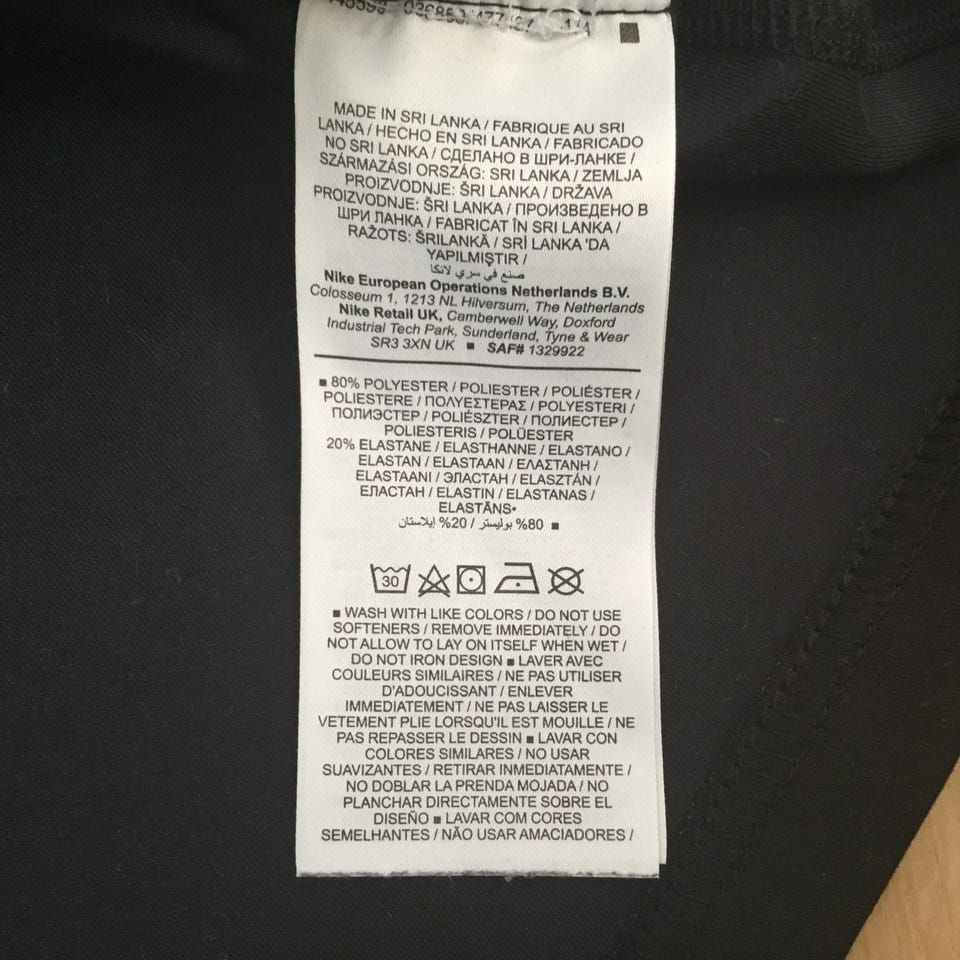 MADE IN SRI LANKA / FABRIQUE AU SRI
LANKA / HECHO EN SRI LANKA / FABRICADO
NO SRI LANKA / СДЕЛАНО В ШРИ-ЛАНКЕ /
SZÁRMAZÁSI ORSZÁG: SRI LANKA / ZEMLJA
PROIZVODNJE: ŠRI LANKA / DRŽAVA
PROIZVODNJE: ŠRI LANKA / ПРОИЗВЕДЕНО В
ШРИ ЛАНКА / FABRICAT ÎN SRI LANKA /
RAŽOTS: ŠRILANKĀ / SRİ LANKA 'DA
YAPILMIŞTIR /
صنع في سري لانكا
Nike European Operations Netherlands B.V.
Colosseum 1, 1213 NL Hilversum, The Netherlands
Nike Retail UK, Camberwell Way, Doxford
Industrial Tech Park, Sunderland, Tyne & Wear
SR3 3XN UK ■ SAF# 1329922
■ 80% POLYESTER / POLIESTER / POLIÉSTER /
POLIESTERE / ΠΟΛΥΕΣΤΕΡΑΣ / POLYESTERI /
ПОЛИЭСТЕР / POLIÉSZTER / ПОЛИЕСТЕР /
POLIESTERIS / POLÜESTER
20% ELASTANE / ELASTHANNE / ELASTANO /
ELASTAN / ELASTAAN / ΕΛΑΣΤΑΝΗ /
ELASTAANI / ЭЛАСТАН / ELASZTÁN /
ЕЛАСТАН / ELASTIN / ELASTANAS /
ELASTĀNS•
■ 80% بوليستر / 20% إيلاستان
30
■ WASH WITH LIKE COLORS / DO NOT USE
SOFTENERS / REMOVE IMMEDIATELY / DO
NOT ALLOW TO LAY ON ITSELF WHEN WET /
DO NOT IRON DESIGN ■ LAVER AVEC
COULEURS SIMILAIRES / NE PAS UTILISER
D'ADOUCISSANT / ENLEVER
IMMEDIATEMENT / NE PAS LAISSER LE
VETEMENT PLIE LORSQU'IL EST MOUILLE / NE
PAS REPASSER LE DESSIN ■ LAVAR CON
COLORES SIMILARES / NO USAR
SUAVIZANTES / RETIRAR INMEDIATAMENTE /
NO DOBLAR LA PRENDA MOJADA / NO
PLANCHAR DIRECTAMENTE SOBRE EL
DISEÑO ■ LAVAR COM CORES
SEMELHANTES / NÃO USAR AMACIADORES /